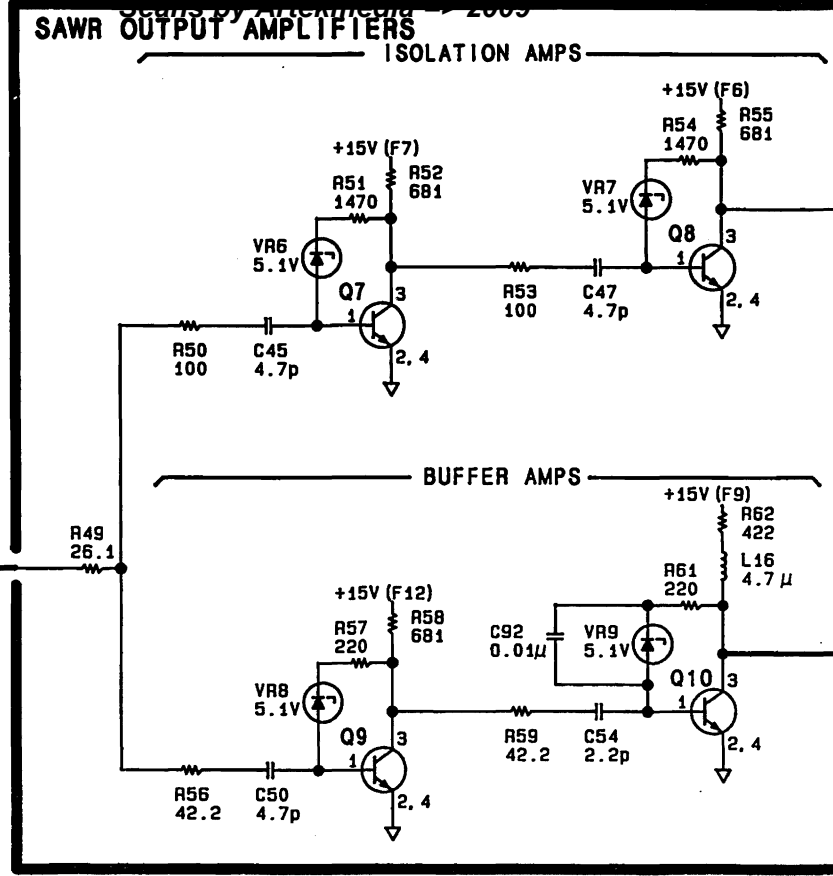 Scans by Artekmedia => 2009
SAWR OUTPUT AMPLIFIERS
ISOLATION AMPS
+15V (F6)
R55
681
R54
1470
+15V (F7)
R52
681
R51
1470
VR7
5.1V
VR6
5.1V
Q8
3
1
2, 4
Q7
3
1
2, 4
R53
100
C47
4.7p
R50
100
C45
4.7p
BUFFER AMPS
+15V (F9)
R62
422
L16
4.7 µ
R49
26.1
R61
220
+15V (F12)
R58
681
R57
220
C92
0.01µ
VR9
5.1V
VR8
5.1V
Q10
3
1
2, 4
Q9
3
1
2, 4
R59
42.2
C54
2.2p
R56
42.2
C50
4.7p